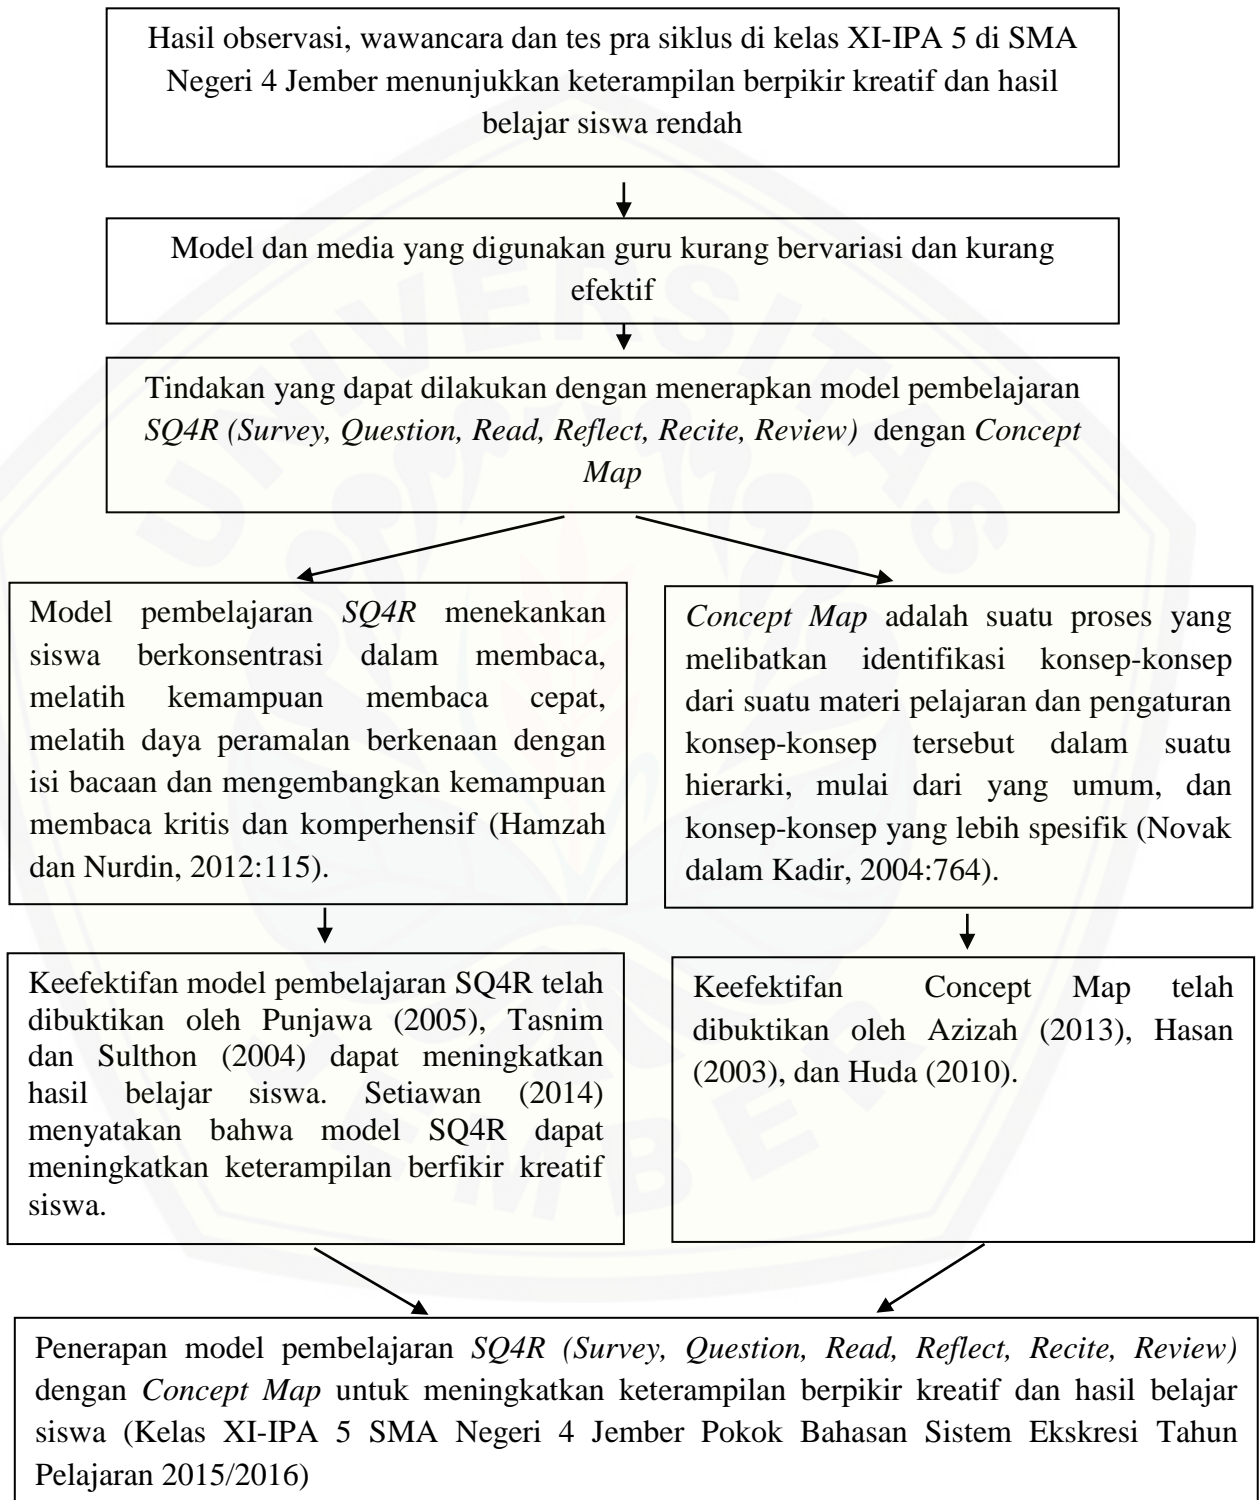 Hasil observasi, wawancara dan tes pra siklus di kelas XI-IPA 5 di SMA
Negeri 4 Jember menunjukkan keterampilan berpikir kreatif dan hasil
belajar siswa rendah
Model dan media yang digunakan guru kurang bervariasi dan kurang
efektif
Tindakan yang dapat dilakukan dengan menerapkan model pembelajaran
SQ4R (Survey, Question, Read, Reflect, Recite, Review) dengan Concept
Map
Model pembelajaran SQ4R menekankan
siswa berkonsentrasi dalam membaca,
melatih kemampuan membaca cepat,
melatih daya peramalan berkenaan dengan
isi bacaan dan mengembangkan kemampuan
membaca kritis dan komperhensif (Hamzah
dan Nurdin, 2012:115).
Concept Map adalah suatu proses yang
melibatkan identifikasi konsep-konsep
dari suatu materi pelajaran dan pengaturan
konsep-konsep tersebut dalam suatu
hierarki, mulai dari yang umum, dan
konsep-konsep yang lebih spesifik (Novak
dalam Kadir, 2004:764).
Keefektifan model pembelajaran SQ4R telah
dibuktikan oleh Punjawa (2005), Tasnim
dan Sulthon (2004) dapat meningkatkan
hasil belajar siswa. Setiawan (2014)
menyatakan bahwa model SQ4R dapat
meningkatkan keterampilan berfikir kreatif
siswa.
Keefektifan Concept Map telah
dibuktikan oleh Azizah (2013), Hasan
(2003), dan Huda (2010).
Penerapan model pembelajaran SQ4R (Survey, Question, Read, Reflect, Recite, Review)
dengan Concept Map untuk meningkatkan keterampilan berpikir kreatif dan hasil belajar
siswa (Kelas XI-IPA 5 SMA Negeri 4 Jember Pokok Bahasan Sistem Ekskresi Tahun
Pelajaran 2015/2016)
UNIVERSITAS
JEMBER